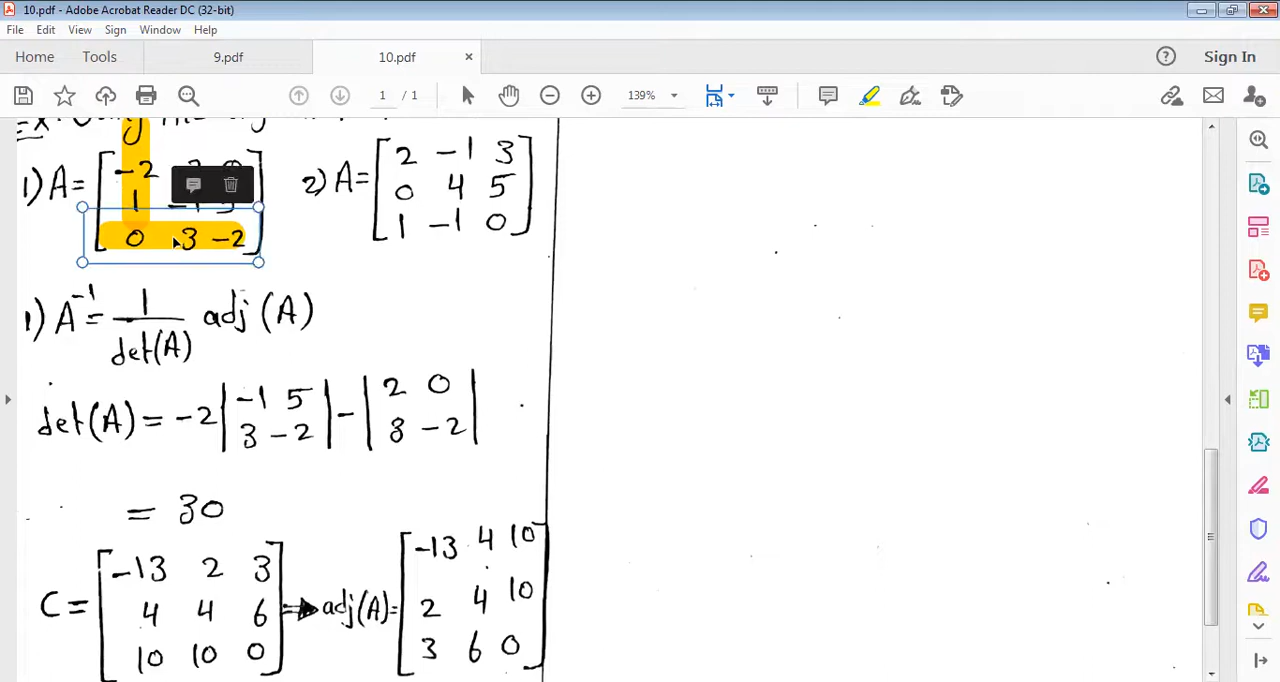 10.pdf - Adobe Acrobat Reader DC (32-bit)
File Edit View Sign Window Help
Home Tools 9.pdf 10.pdf × Sign In
1 / 1 139%
1) A = [ -2
1
0 3 -2 ]
2) A = [ 2 -1 3
0 4 5
1 -1 0 ]
1) A⁻¹ = 1/det(A) adj (A)
det(A) = -2 | -1 5 | - | 2 0 |
3 -2 3 -2
= 30
C = [ -13 2 3
4 4 6
10 10 0 ]
⇒ adj(A) = [ -13 4 10
2 4 10
3 6 0 ]